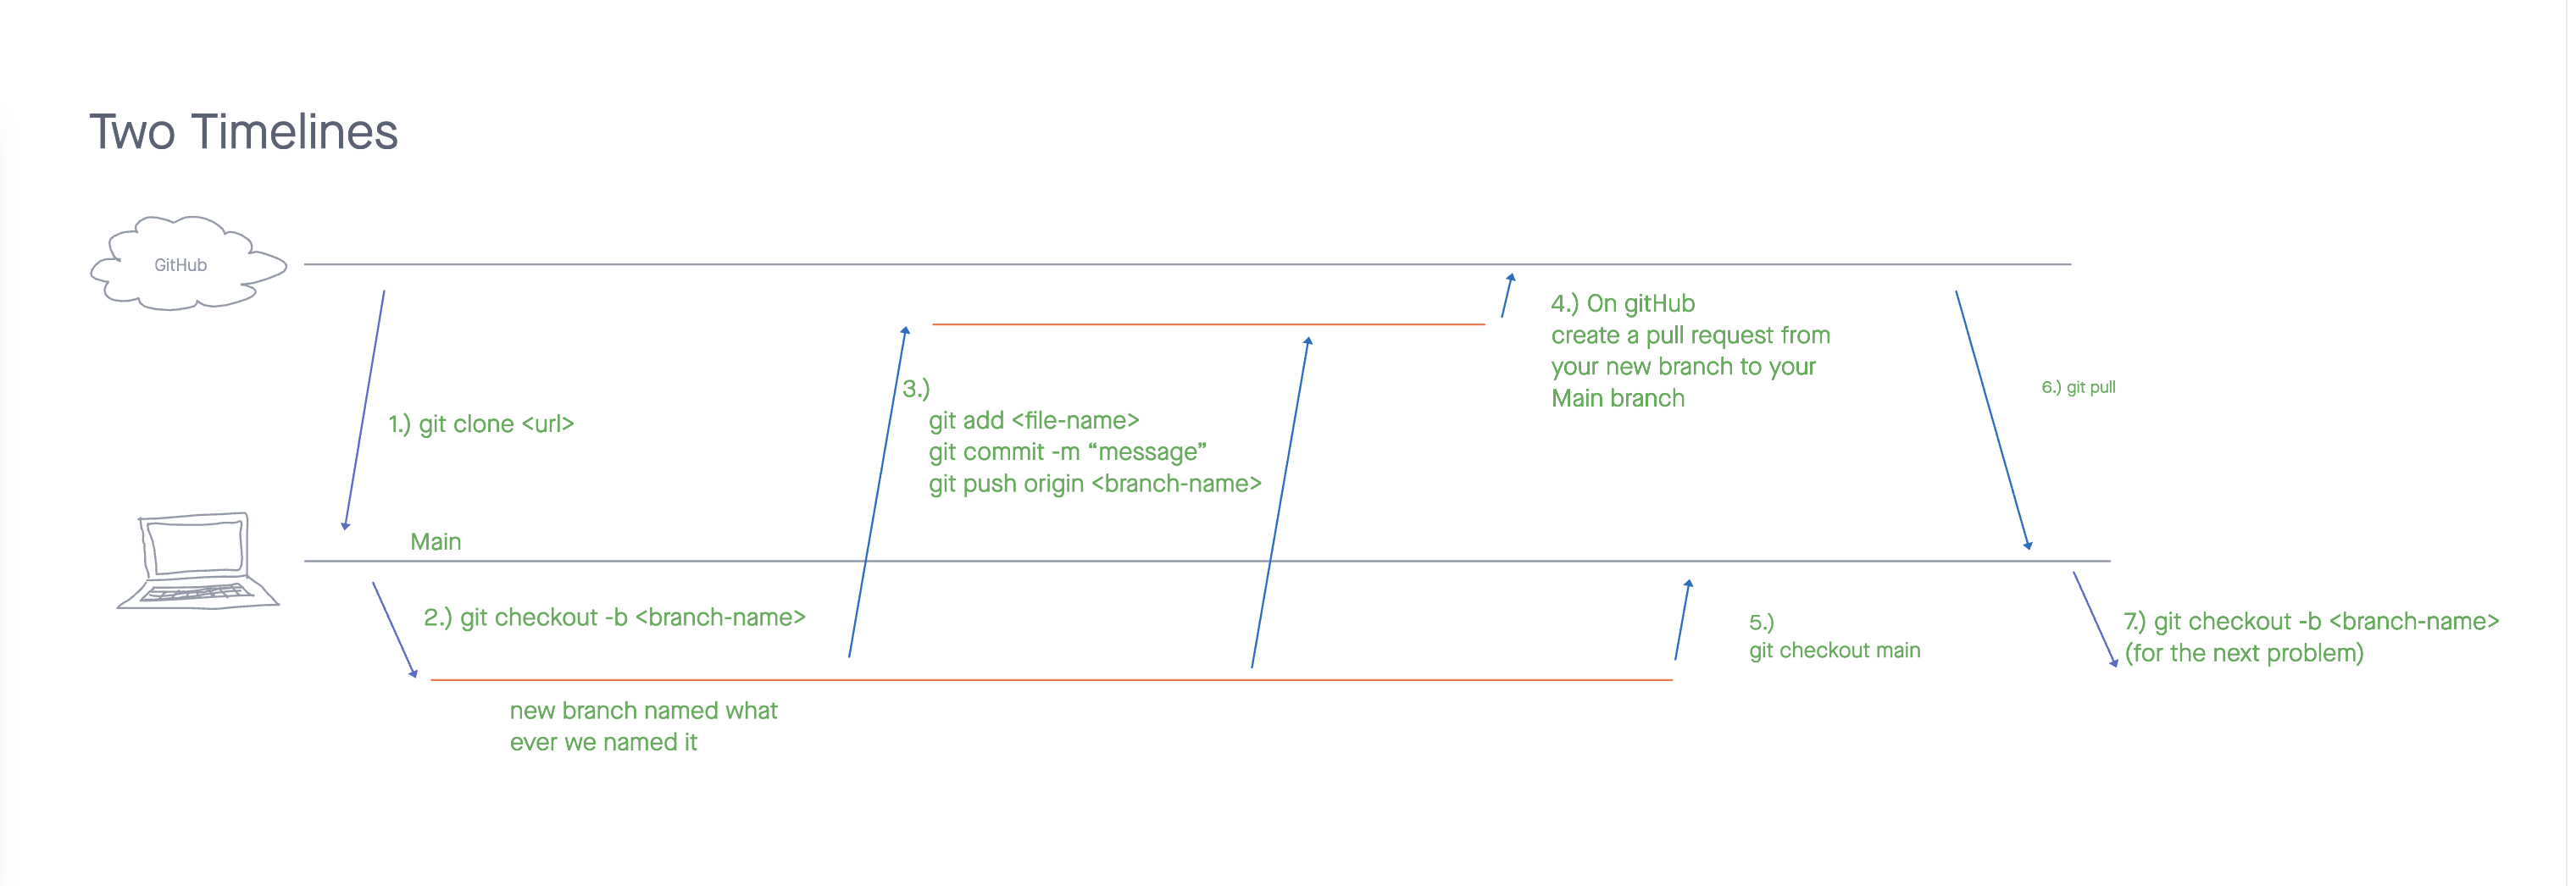 Two Timelines
GitHub
1.) git clone <url>
Main
2.) git checkout -b <branch-name>
new branch named what
ever we named it
3.)
git add <file-name>
git commit -m “message”
git push origin <branch-name>
4.) On gitHub
create a pull request from
your new branch to your
Main branch
5.)
git checkout main
6.) git pull
7.) git checkout -b <branch-name>
(for the next problem)